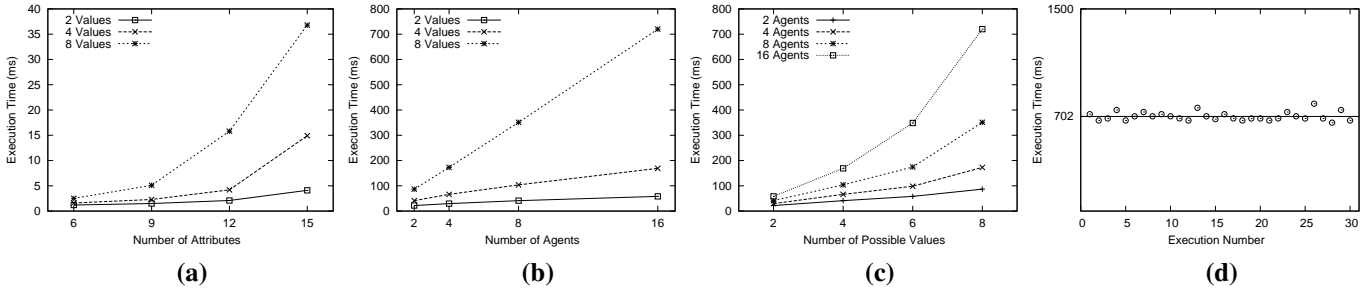 40
35
30
25
20
15
10
5
0
6
9
12
15
Execution Time (ms)
Number of Attributes
2 Values
4 Values
8 Values
(a)
800
700
600
500
400
300
200
100
0
2
4
8
16
Execution Time (ms)
Number of Agents
2 Values
4 Values
8 Values
(b)
800
600
400
200
0
2
4
6
8
Execution Time (ms)
Number of Possible Values
2 Agents
4 Agents
8 Agents
16 Agents
(c)
1500
702
0
5
10
15
20
25
30
Execution Time (ms)
Execution Number
(d)